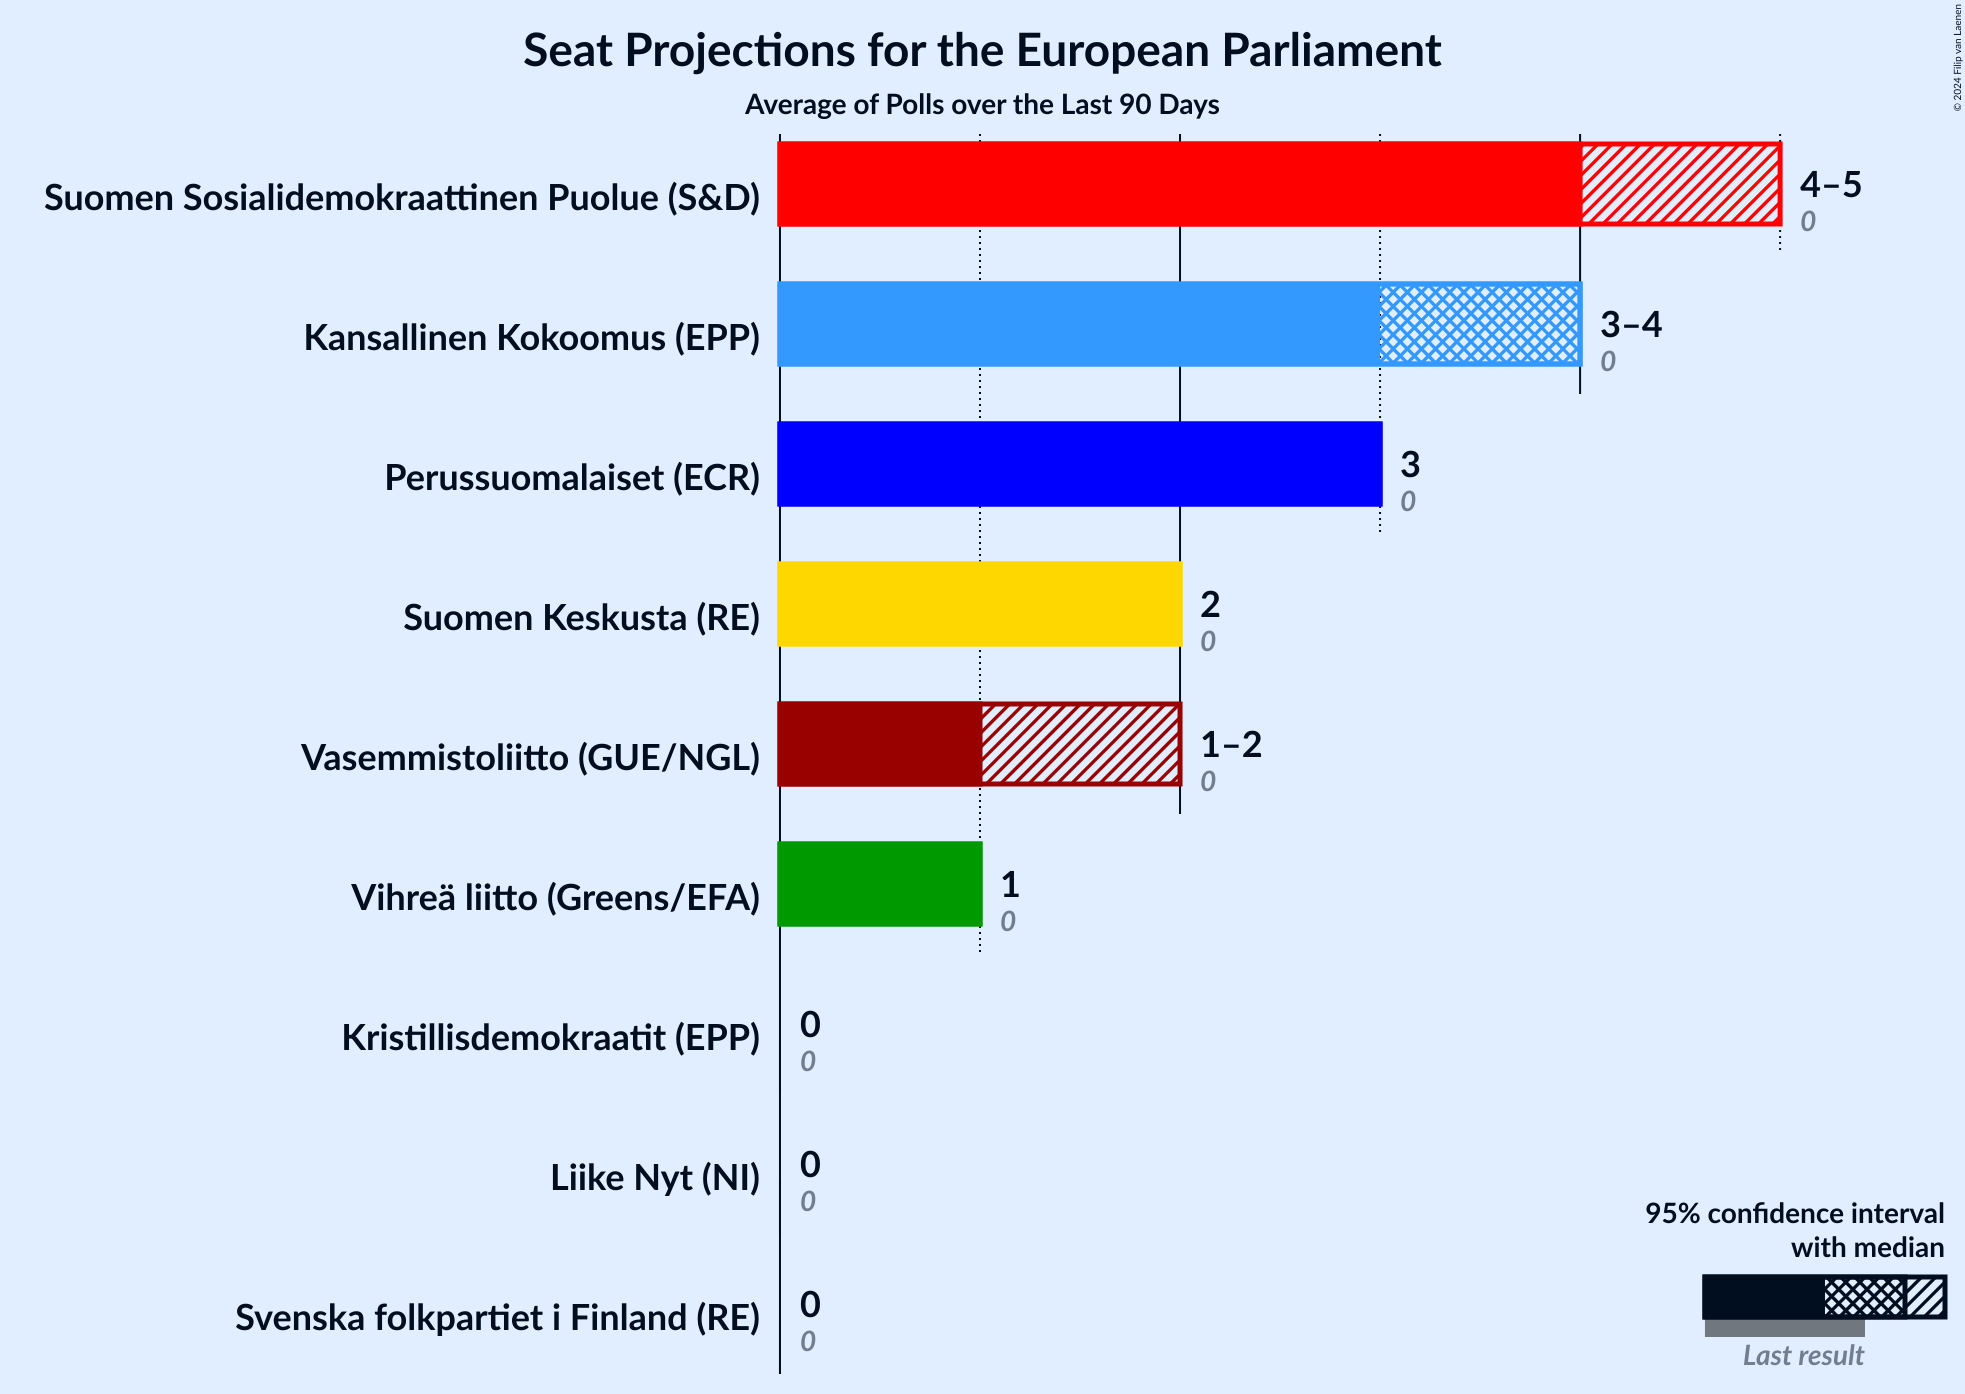 Seat Projections for the European Parliament
Average of Polls over the Last 90 Days
© 2024 Filip van Laenen
Suomen Sosialidemokraattinen Puolue (S&D)
4–5
0
Kansallinen Kokoomus (EPP)
3–4
0
Perussuomalaiset (ECR)
3
0
Suomen Keskusta (RE)
2
0
Vasemmistoliitto (GUE/NGL)
1–2
0
Vihreä liitto (Greens/EFA)
1
0
Kristillisdemokraatit (EPP)
0
0
Liike Nyt (NI)
0
0
Svenska folkpartiet i Finland (RE)
0
0
95% confidence interval
with median
Last result